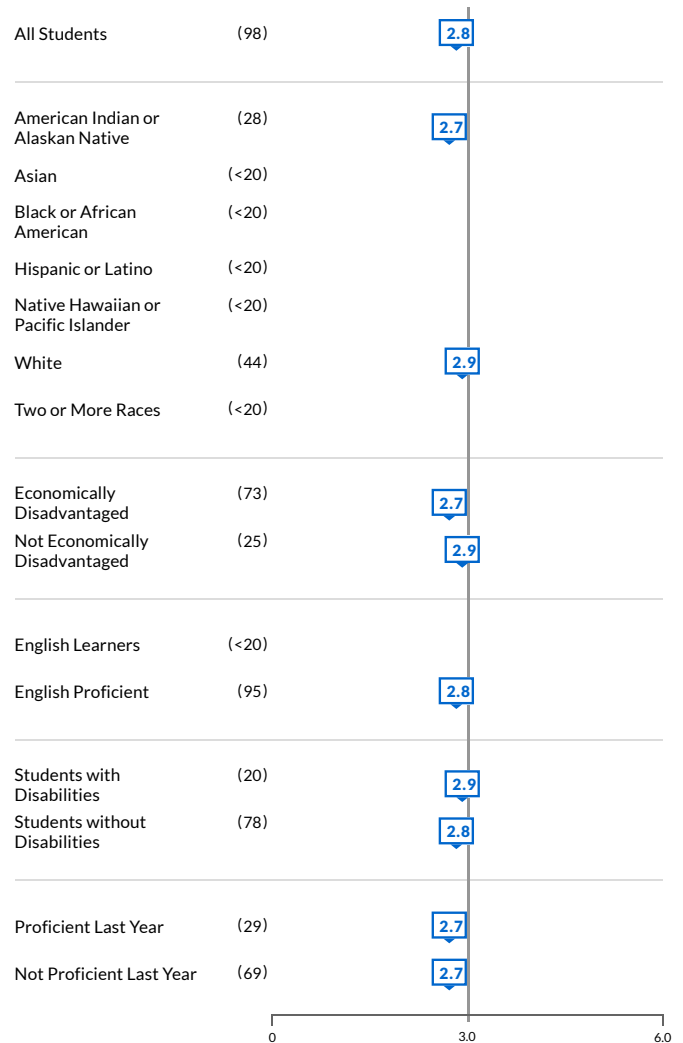 All Students (98) 2.8
American Indian or (28) 2.7
Alaskan Native
Asian (<20)
Black or African (<20)
American
Hispanic or Latino (<20)
Native Hawaiian or (<20)
Pacific Islander
White (44) 2.9
Two or More Races (<20)
Economically (73) 2.7
Disadvantaged
Not Economically (25) 2.9
Disadvantaged
English Learners (<20)
English Proficient (95) 2.8
Students with (20) 2.9
Disabilities
Students without (78) 2.8
Disabilities
Proficient Last Year (29) 2.7
Not Proficient Last Year (69) 2.7
0 3.0 6.0